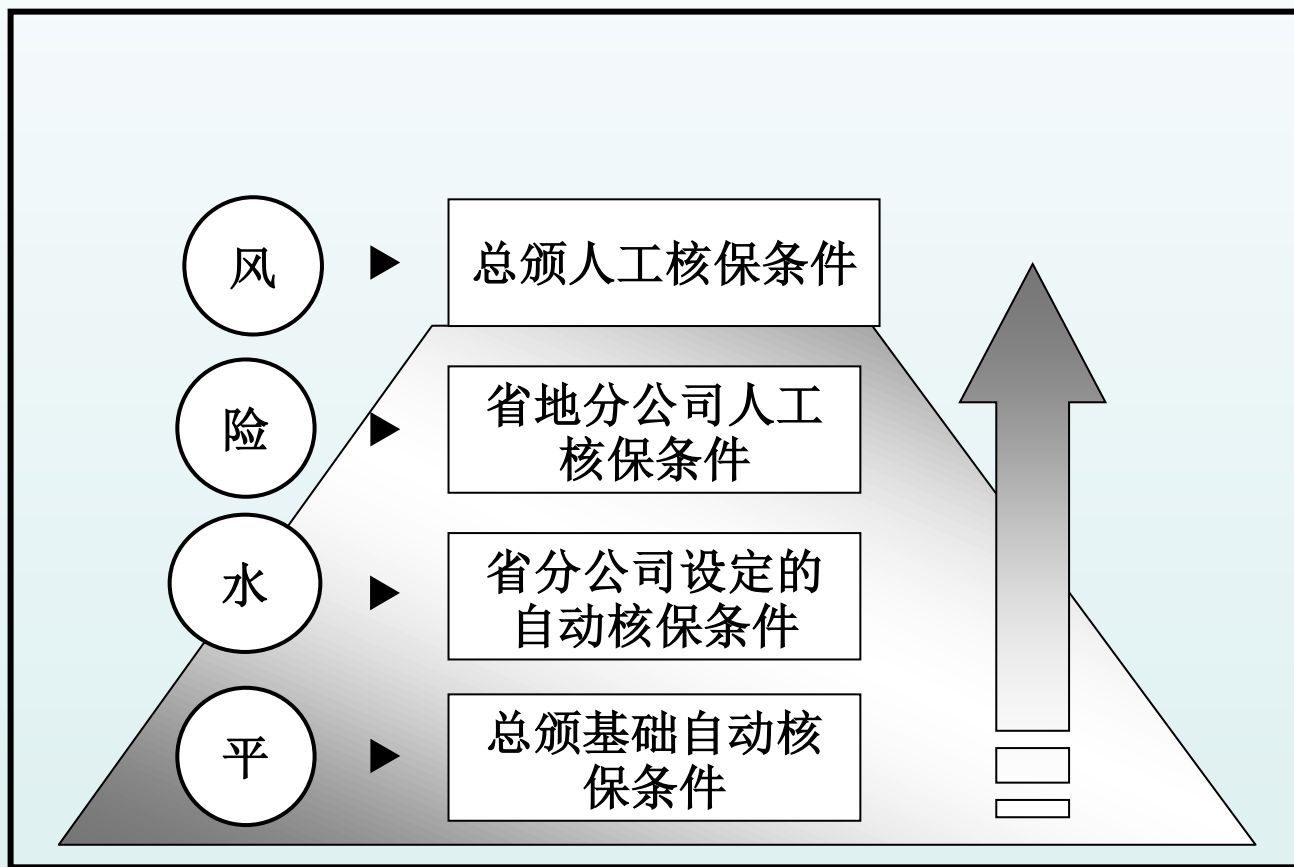 风
总颁人工核保条件
险
省地分公司人工
核保条件
水
省分公司设定的
自动核保条件
平
总颁基础自动核
保条件